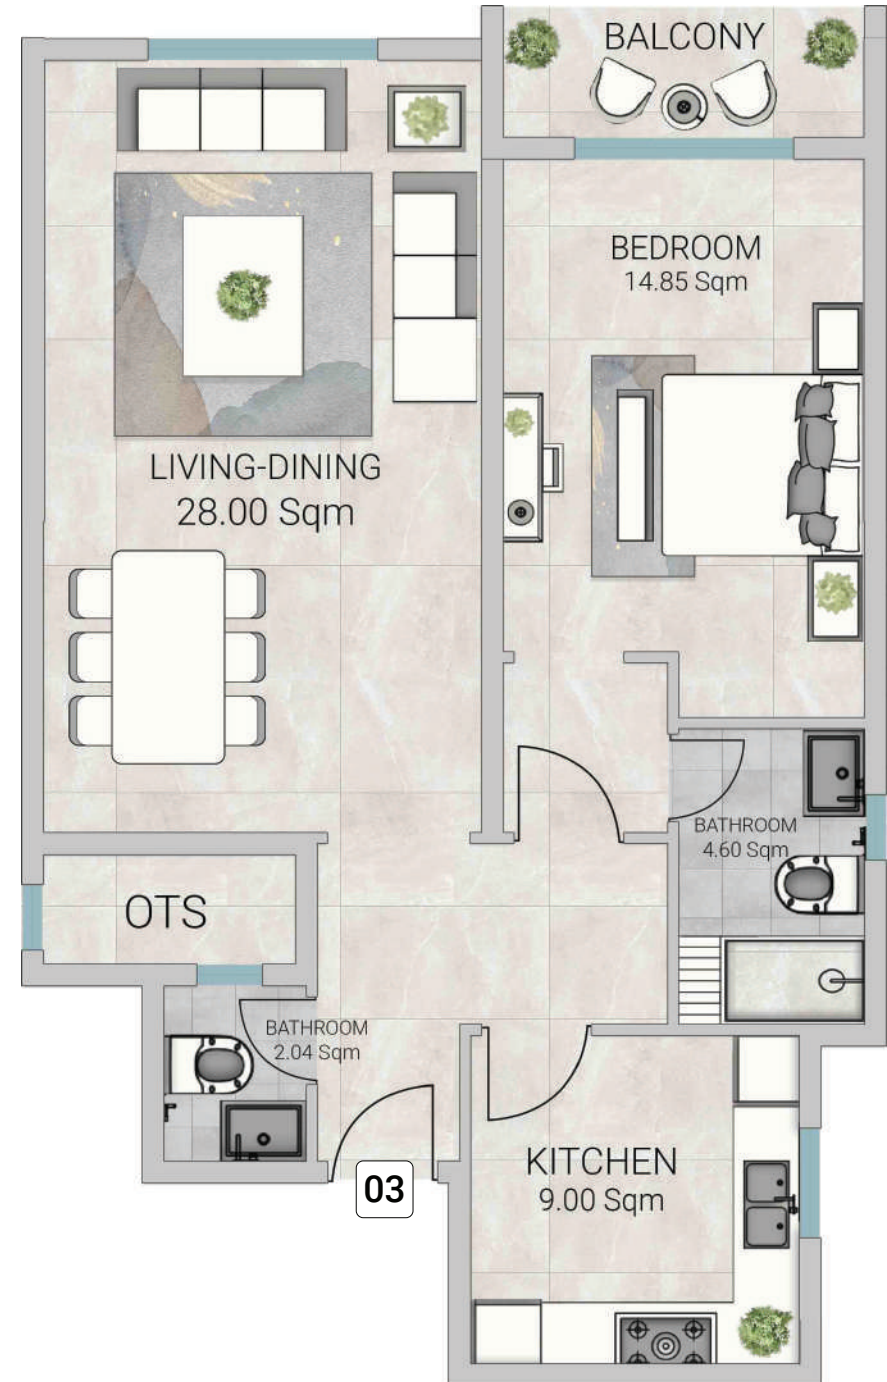 BALCONY
BEDROOM
14.85 Sqm
LIVING-DINING
28.00 Sqm
BATHROOM
4.60 Sqm
OTS
BATHROOM
2.04 Sqm
KITCHEN
9.00 Sqm
03